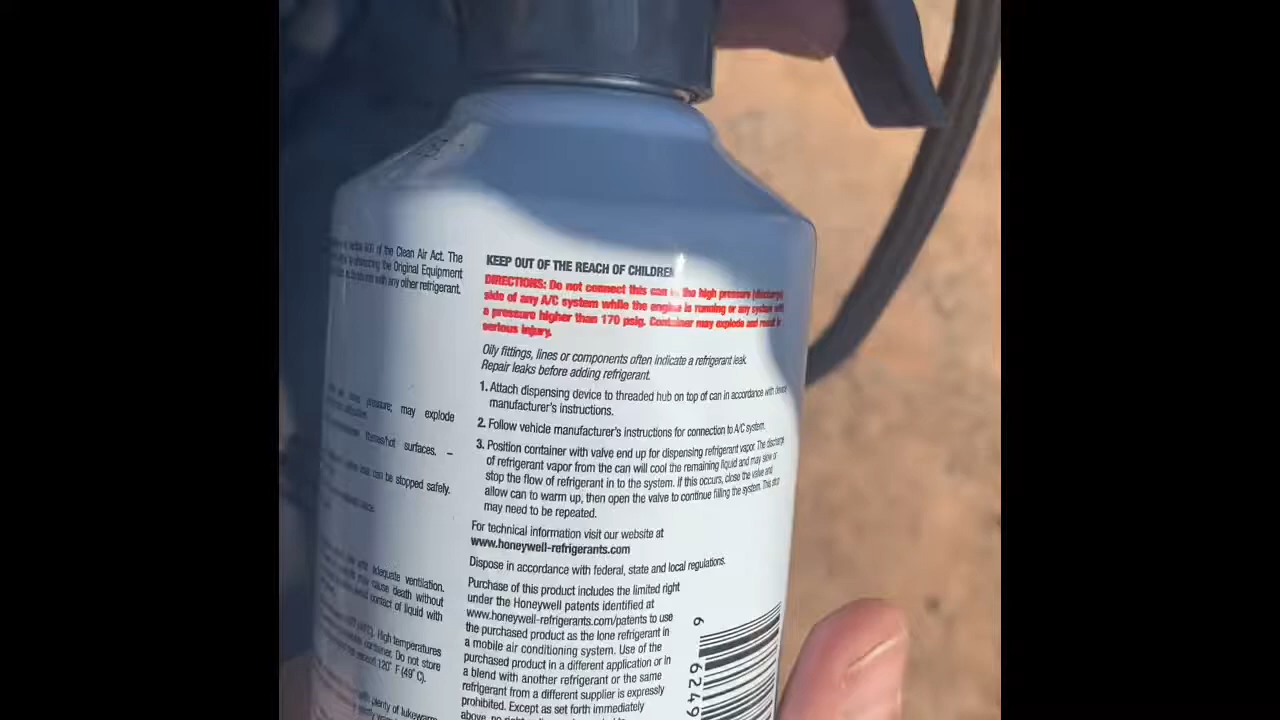 of the Clean Air Act. The
the Original Equipment
with any other refrigerant.
pressure; may explode
surfaces. –
can be stopped safely.
adequate ventilation.
cause death without
contact of liquid with
High temperatures
container. Do not store
exceed 120° F (49° C).
plenty of lukewarm
KEEP OUT OF THE REACH OF CHILDREN
DIRECTIONS: Do not connect this can the high pressure (discharge)
side of any A/C system while the engine is running or any system with
a pressure higher than 170 psig. Container may explode and result in
serious injury.
Oily fittings, lines or components often indicate a refrigerant leak.
Repair leaks before adding refrigerant.
1. Attach dispensing device to threaded hub on top of can in accordance with device
manufacturer's instructions.
2. Follow vehicle manufacturer's instructions for connection to A/C system.
3. Position container with valve end up for dispensing refrigerant vapor. The discharge
of refrigerant vapor from the can will cool the remaining liquid and may slow or
stop the flow of refrigerant in to the system. If this occurs, close the valve and
allow can to warm up, then open the valve to continue filling the system. This step
may need to be repeated.
For technical information visit our website at
www.honeywell-refrigerants.com
Dispose in accordance with federal, state and local regulations.
Purchase of this product includes the limited right
under the Honeywell patents identified at
www.honeywell-refrigerants.com/patents to use
the purchased product as the lone refrigerant in
a mobile air conditioning system. Use of the
purchased product in a different application or in
a blend with another refrigerant or the same
refrigerant from a different supplier is expressly
prohibited. Except as set forth immediately
above, no
6 6249